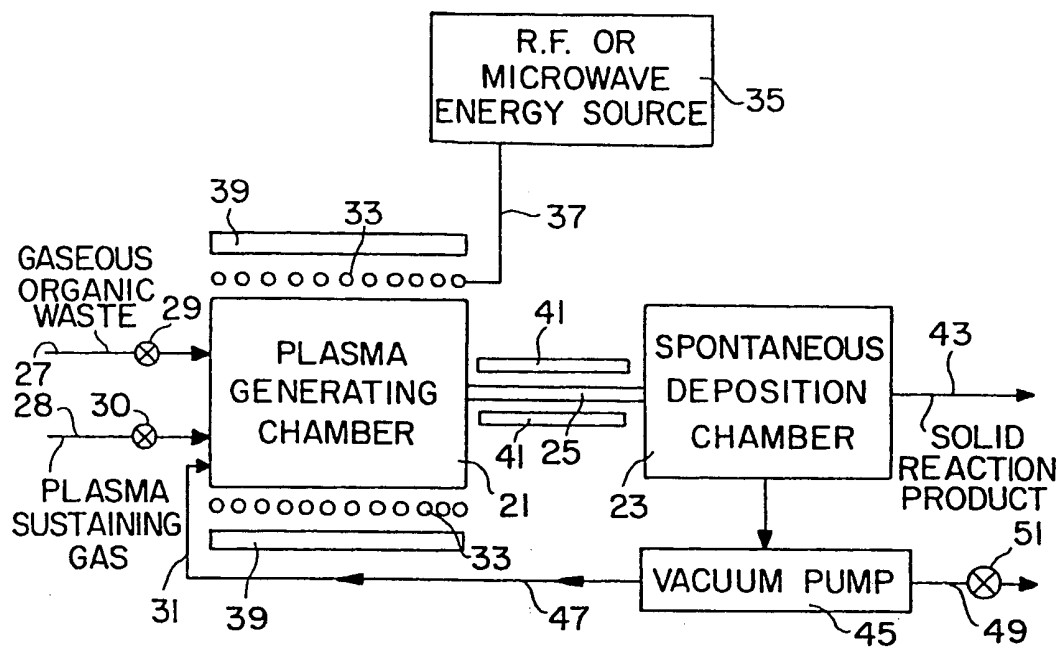 R.F. OR
MICROWAVE
ENERGY SOURCE
35
39
33
37
GASEOUS
ORGANIC
WASTE
29
27
28
30
PLASMA
GENERATING
CHAMBER
41
41
25
SPONTANEOUS
DEPOSITION
CHAMBER
43
SOLID
REACTION
PRODUCT
PLASMA
SUSTAINING
GAS
21
23
33
39
31
47
VACUUM PUMP
45
49
51